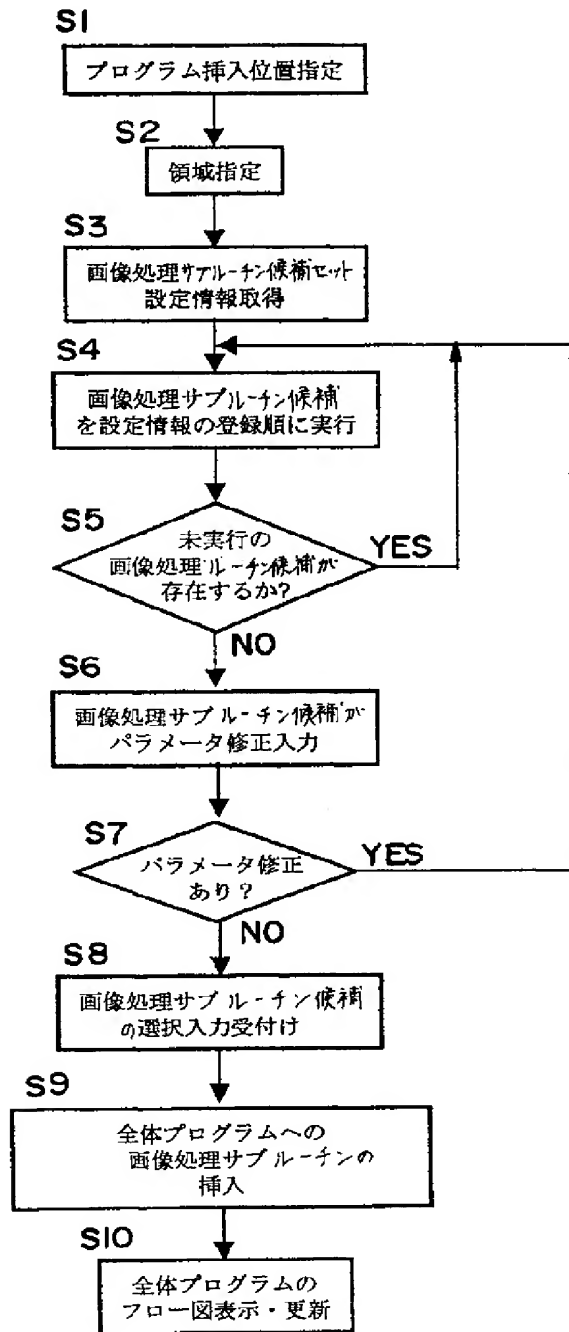 S1
プログラム挿入位置指定
S2
領域指定
S3
画像処理サブルーチン候補セット
設定情報取得
S4
画像処理サブルーチン候補
を設定情報の登録順に実行
S5
未実行の
画像処理ルーチン候補が
存在するか?
YES
NO
S6
画像処理サブルーチン候補が
パラメータ修正入力
S7
パラメータ修正
あり?
YES
NO
S8
画像処理サブルーチン候補
の選択入力受付け
S9
全体プログラムへの
画像処理サブルーチンの
挿入
S10
全体プログラムの
フロー図表示・更新